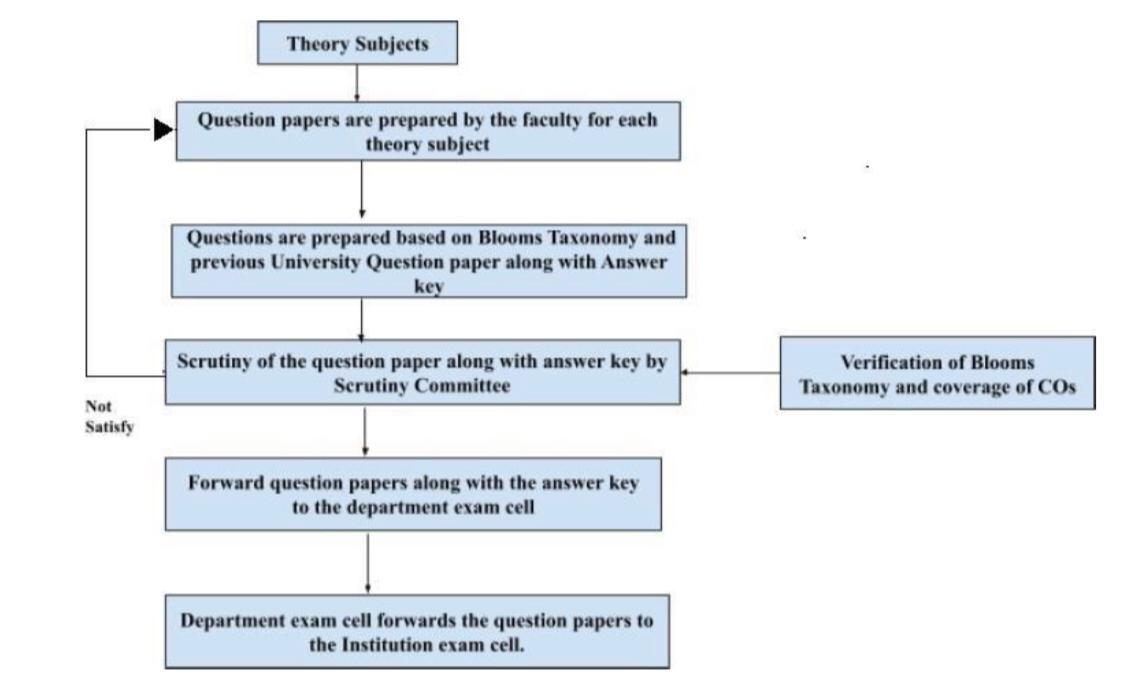 Theory Subjects
Question papers are prepared by the faculty for each
theory subject
Questions are prepared based on Blooms Taxonomy and
previous University Question paper along with Answer
key
Scrutiny of the question paper along with answer key by
Scrutiny Committee
Verification of Blooms
Taxonomy and coverage of COs
Not
Satisfy
Forward question papers along with the answer key
to the department exam cell
Department exam cell forwards the question papers to
the Institution exam cell.